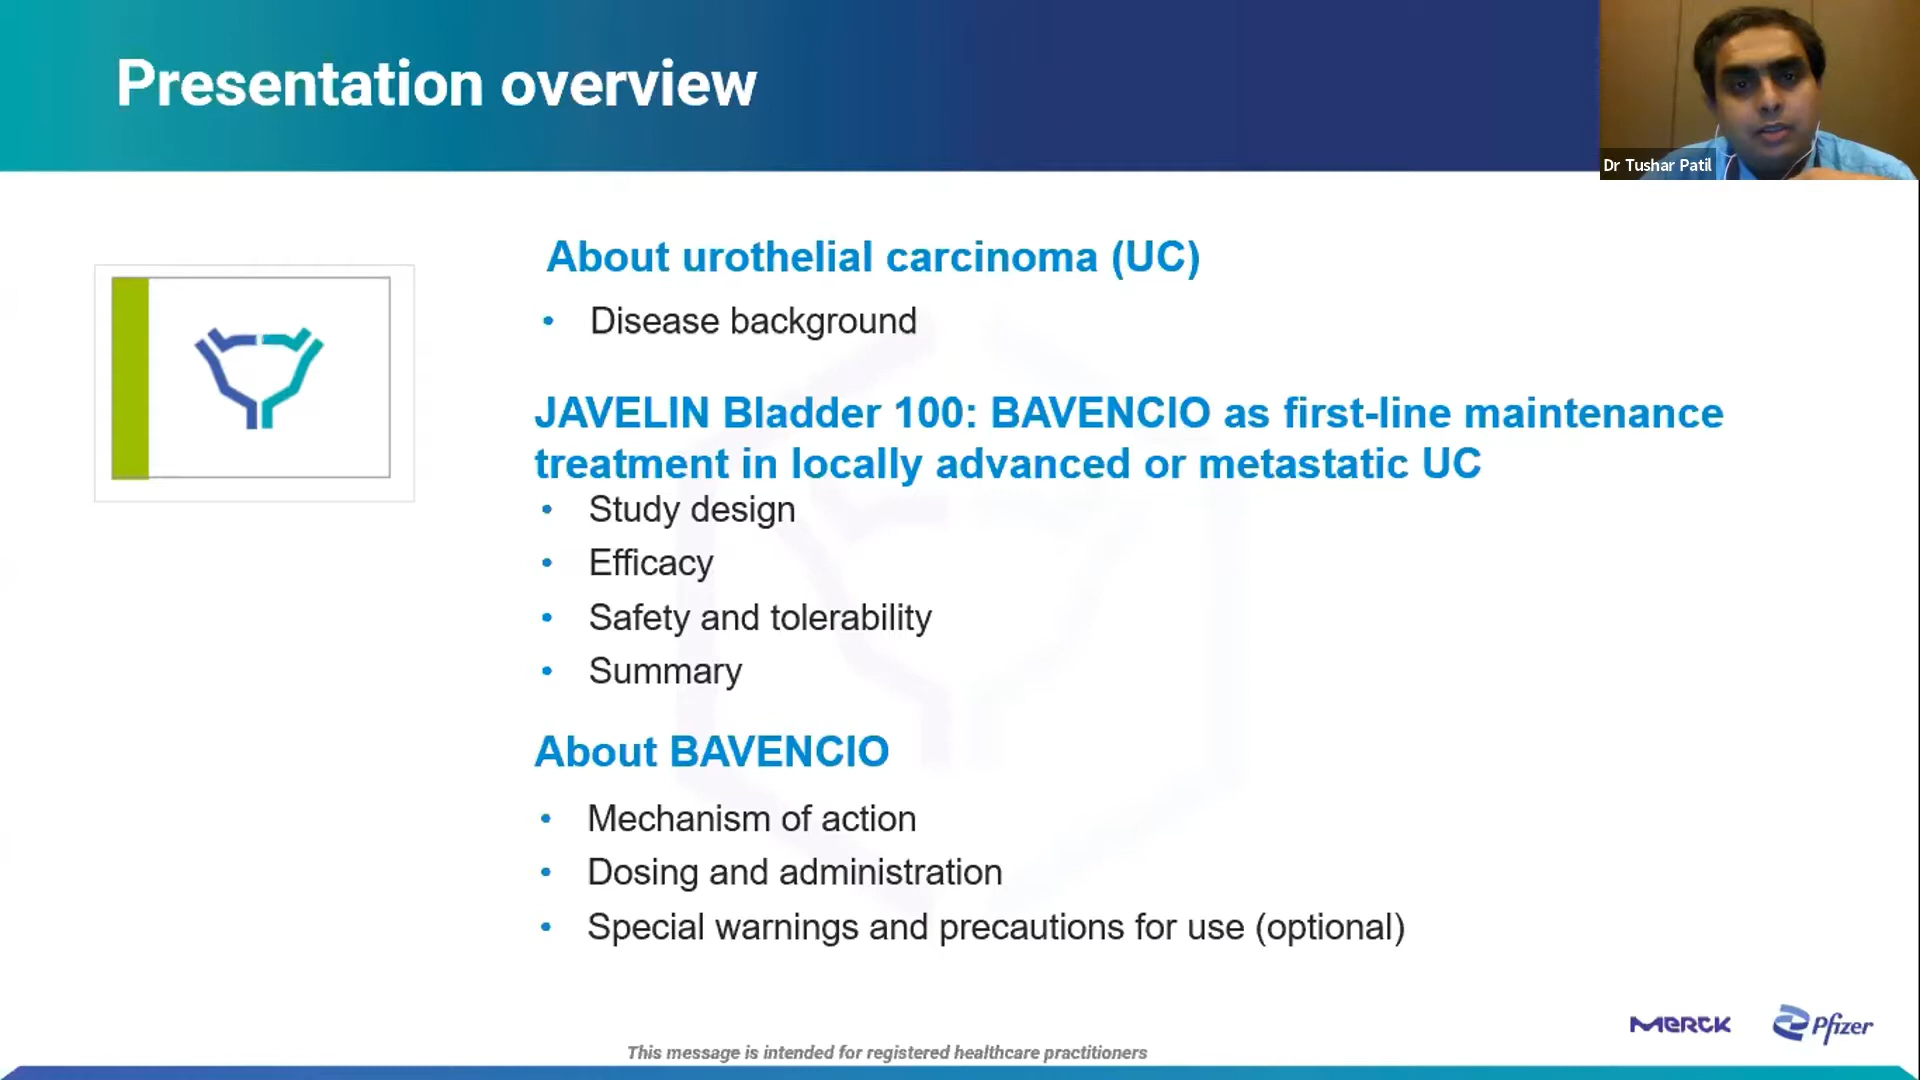 Presentation overview
Dr Tushar Patil
About urothelial carcinoma (UC)
• Disease background
JAVELIN Bladder 100: BAVENCIO as first-line maintenance
treatment in locally advanced or metastatic UC
• Study design
• Efficacy
• Safety and tolerability
• Summary
About BAVENCIO
• Mechanism of action
• Dosing and administration
• Special warnings and precautions for use (optional)
MERCK
Pfizer
This message is intended for registered healthcare practitioners